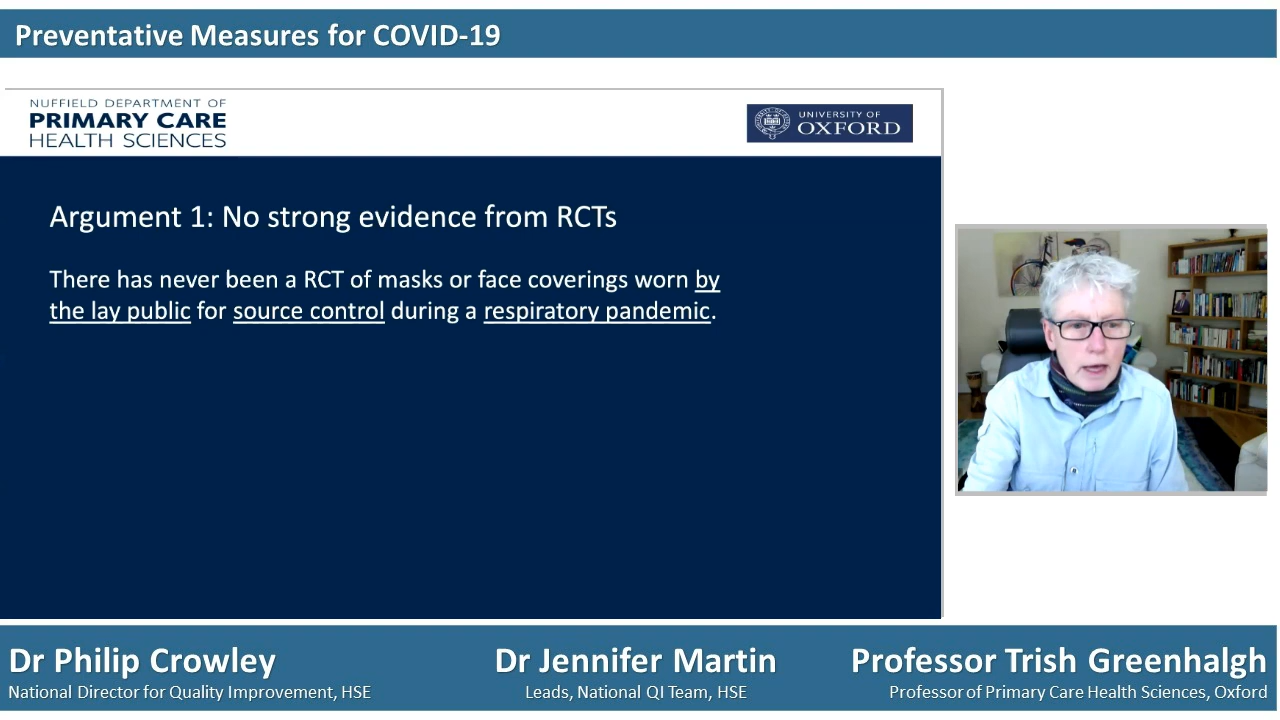 Preventative Measures for COVID-19
NUFFIELD DEPARTMENT OF
PRIMARY CARE
HEALTH SCIENCES
UNIVERSITY OF
OXFORD
Argument 1: No strong evidence from RCTs
There has never been a RCT of masks or face coverings worn by
the lay public for source control during a respiratory pandemic.
Dr Philip Crowley
National Director for Quality Improvement, HSE
Dr Jennifer Martin
Leads, National QI Team, HSE
Professor Trish Greenhalgh
Professor of Primary Care Health Sciences, Oxford